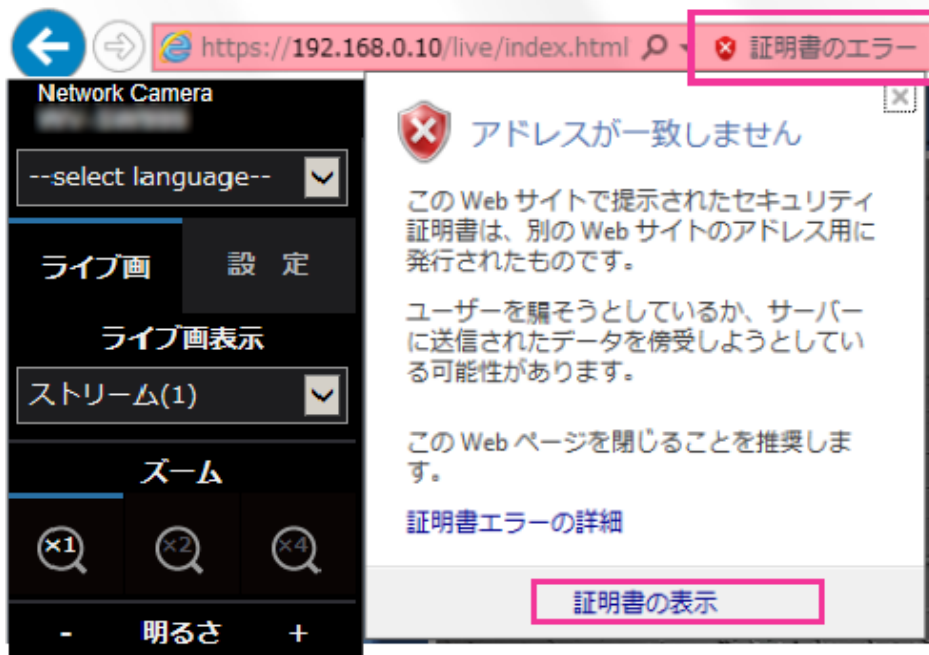 https://192.168.0.10/live/index.html
証明書のエラー
Network Camera
--select language--
ライブ画
設 定
ライブ画表示
ストリーム(1)
ズーム
×1
×2
×4
- 明るさ +
アドレスが一致しません
この Web サイトで提示されたセキュリティ
証明書は、別の Web サイトのアドレス用に
発行されたものです。
ユーザーを騙そうとしているか、サーバー
に送信されたデータを傍受しようとしてい
る可能性があります。
この Web ページを閉じることを推奨しま
す。
証明書エラーの詳細
証明書の表示